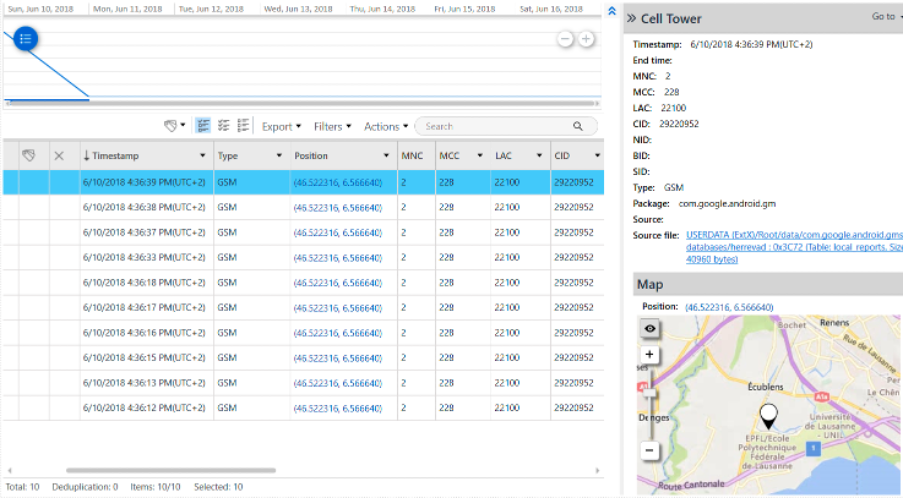 Sun, Jun 10, 2018 Mon, Jun 11, 2018 Tue, Jun 12, 2018 Wed, Jun 13, 2018 Thu, Jun 14, 2018 Fri, Jun 15, 2018 Sat, Jun 16, 2018
Export Filters Actions Search
Timestamp Type Position MNC MCC LAC CID
6/10/2018 4:36:39 PM(UTC+2) GSM (46.522316, 6.566640) 2 228 22100 29220952
6/10/2018 4:36:38 PM(UTC+2) GSM (46.522316, 6.566640) 2 228 22100 29220952
6/10/2018 4:36:37 PM(UTC+2) GSM (46.522316, 6.566640) 2 228 22100 29220952
6/10/2018 4:36:33 PM(UTC+2) GSM (46.522316, 6.566640) 2 228 22100 29220952
6/10/2018 4:36:18 PM(UTC+2) GSM (46.522316, 6.566640) 2 228 22100 29220952
6/10/2018 4:36:17 PM(UTC+2) GSM (46.522316, 6.566640) 2 228 22100 29220952
6/10/2018 4:36:16 PM(UTC+2) GSM (46.522316, 6.566640) 2 228 22100 29220952
6/10/2018 4:36:15 PM(UTC+2) GSM (46.522316, 6.566640) 2 228 22100 29220952
6/10/2018 4:36:13 PM(UTC+2) GSM (46.522316, 6.566640) 2 228 22100 29220952
6/10/2018 4:36:12 PM(UTC+2) GSM (46.522316, 6.566640) 2 228 22100 29220952
Total: 10 Deduplication: 0 Items: 10/10 Selected: 10
Cell Tower Go to
Timestamp: 6/10/2018 4:36:39 PM(UTC+2)
End time:
MNC: 2
MCC: 228
LAC: 22100
CID: 29220952
NID:
BID:
SID:
Type: GSM
Package: com.google.android.gm
Source:
Source file: USERDATA (ExtX)/Root/data/com.google.android.gms
databases/herrevad : 0x3C72 (Table: local_reports, Size
40960 bytes)
Map
Position: (46.522316, 6.566640)
Bochet Renens
Rue de Lausanne
Écublens
Le Chên
A1a
Denges
Université
de Lausanne
- UNIL
EPFL/Ecole
Polytechnique
Fédérale
de Lausanne
1
Route Cantonale